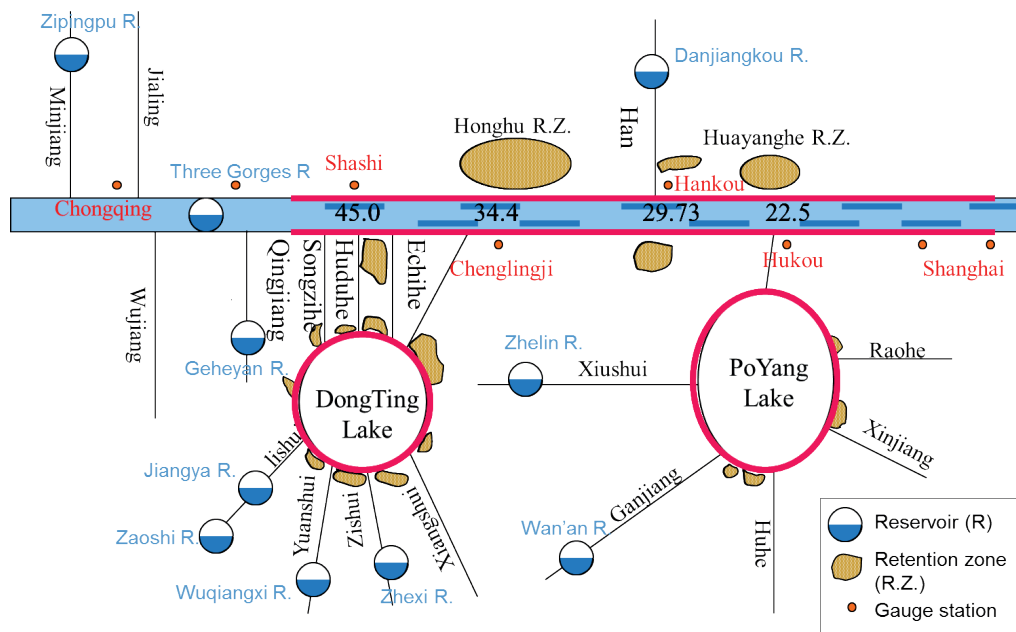 Zipingpu R.
Minjiang
Jialing
Danjiangkou R.
Han
Honghu R.Z.
Huayanghe R.Z.
Three Gorges R
Shashi
Hankou
Chongqing
45.0
34.4
29.73
22.5
Wujiang
Qingjiang
Songzihe
Huduhe
Echihe
Chenglingji
Hukou
Shanghai
Geheyan R.
Zhelin R.
Xiushui
Raohe
DongTing
Lake
PoYang
Lake
Xinjiang
lishui
Jiangya R.
Zaoshi R.
Yuanshui
Zishui
Xiangshui
Wuqiangxi R.
Zhexi R.
Ganjiang
Wan'an R
Huhe
Reservoir (R)
Retention zone
(R.Z.)
Gauge station